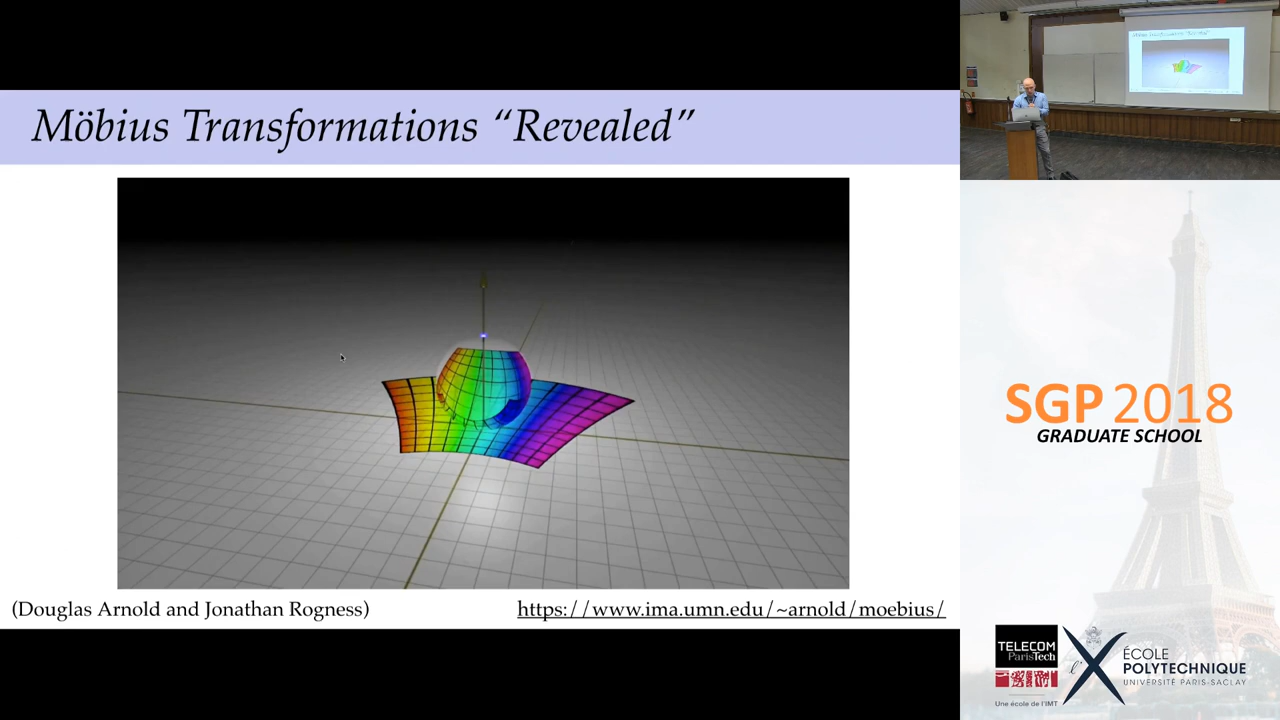 Möbius Transformations “Revealed”
(Douglas Arnold and Jonathan Rogness)
https://www.ima.umn.edu/~arnold/moebius/
SGP 2018
GRADUATE SCHOOL
TELECOM
ParisTech
Une école de l'IMT
ÉCOLE
POLYTECHNIQUE
UNIVERSITÉ PARIS-SACLAY